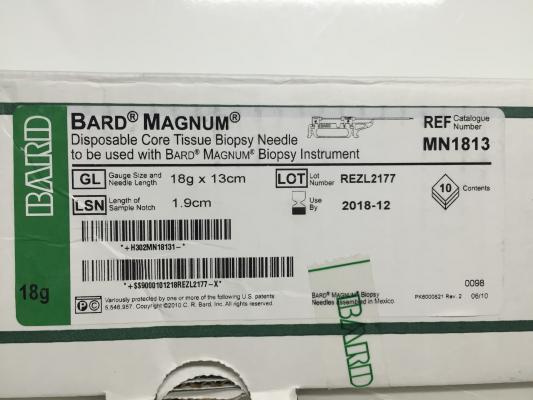 BARD
BARD® MAGNUM®
Disposable Core Tissue Biopsy Needle
to be used with BARD® MAGNUM® Biopsy Instrument
REF Catalogue Number
MN1813
GL Gauge Size and Needle Length 18g x 13cm
LOT Lot Number REZL2177
10 Contents
LSN Length of Sample Notch 1.9cm
Use By 2018-12
*+H302MN18131-*
*+$$9000101218REZL2177-X*
18g
P C Variously protected by one or more of the following U.S. patents
5,546,957. Copyright ©2010 C. R. Bard, Inc. All rights reserved.
BARD® MAGNUM® Biopsy
Needles assembled in Mexico.
0098
PK6000621 Rev. 2 06/10
BARD